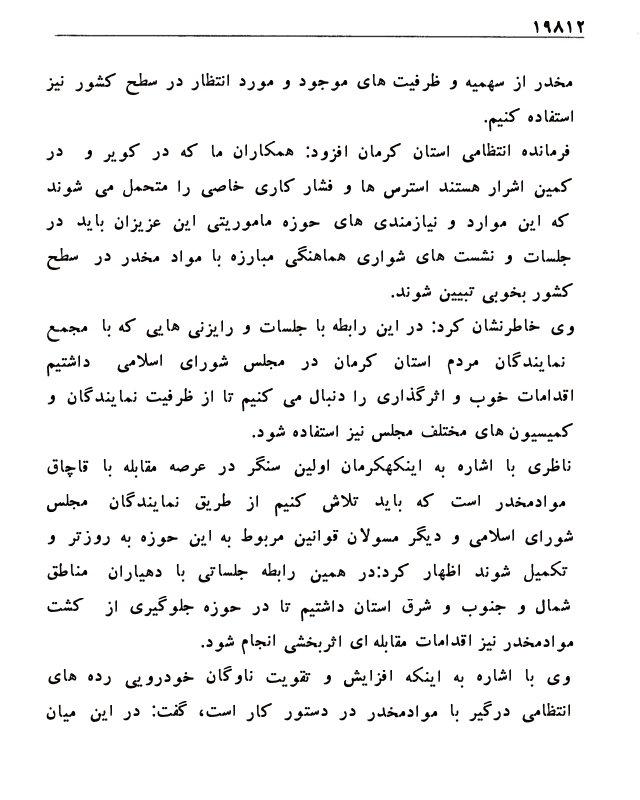 ۱۹۸۱۲
مخدر از سهمیه و ظرفیت های موجود و مورد انتظار در سطح کشور نیز
استفاده کنیم.
فرمانده انتظامی استان کرمان افزود: همکاران ما که در کویر و در
کمین اشرار هستند استرس ها و فشار کاری خاصی را متحمل می شوند
که این موارد و نیازمندی های حوزه ماموریتی این عزیزان باید در
جلسات و نشست های شواری هماهنگی مبارزه با مواد مخدر در سطح
کشور بخوبی تبیین شوند.
وی خاطرنشان کرد: در این رابطه با جلسات و رایزنی هایی که با مجمع
نمایندگان مردم استان کرمان در مجلس شورای اسلامی داشتیم
اقدامات خوب و اثرگذاری را دنبال می کنیم تا از ظرفیت نمایندگان و
کمیسیون های مختلف مجلس نیز استفاده شود.
ناظری با اشاره به اینکهکرمان اولین سنگر در عرصه مقابله با قاچاق
موادمخدر است که باید تلاش کنیم از طریق نمایندگان مجلس
شورای اسلامی و دیگر مسولان قوانین مربوط به این حوزه به روزتر و
تکمیل شوند اظهار کرد:در همین رابطه جلساتی با دهیاران مناطق
شمال و جنوب و شرق استان داشتیم تا در حوزه جلوگیری از کشت
موادمخدر نیز اقدامات مقابله ای اثربخشی انجام شود.
وی با اشاره به اینکه افزایش و تقویت ناوگان خودرویی رده های
انتظامی درگیر با موادمخدر در دستور کار است، گفت: در این میان